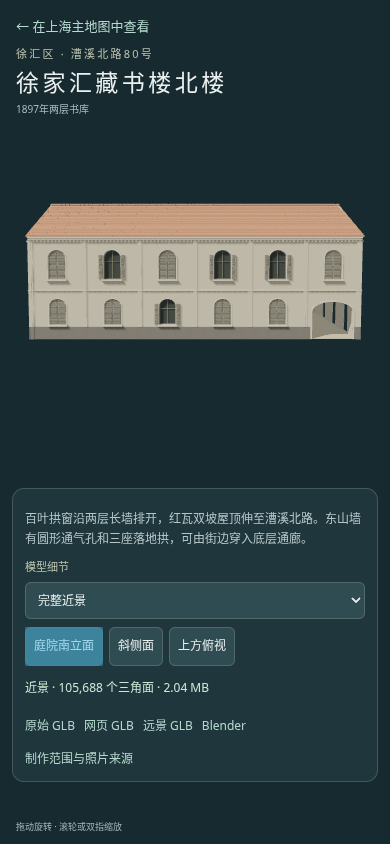 ← 在上海主地图中查看
徐汇区 · 漕溪北路80号
徐家汇藏书楼北楼
1897年两层书库
百叶拱窗沿两层长墙排开，红瓦双坡屋顶伸至漕溪北路。东山墙
有圆形通气孔和三座落地拱，可由街边穿入底层通廊。
模型细节
完整近景
庭院南立面 斜侧面 上方俯视
近景 · 105,688 个三角面 · 2.04 MB
原始 GLB 网页 GLB 远景 GLB Blender
制作范围与照片来源
拖动旋转 · 滚轮或双指缩放